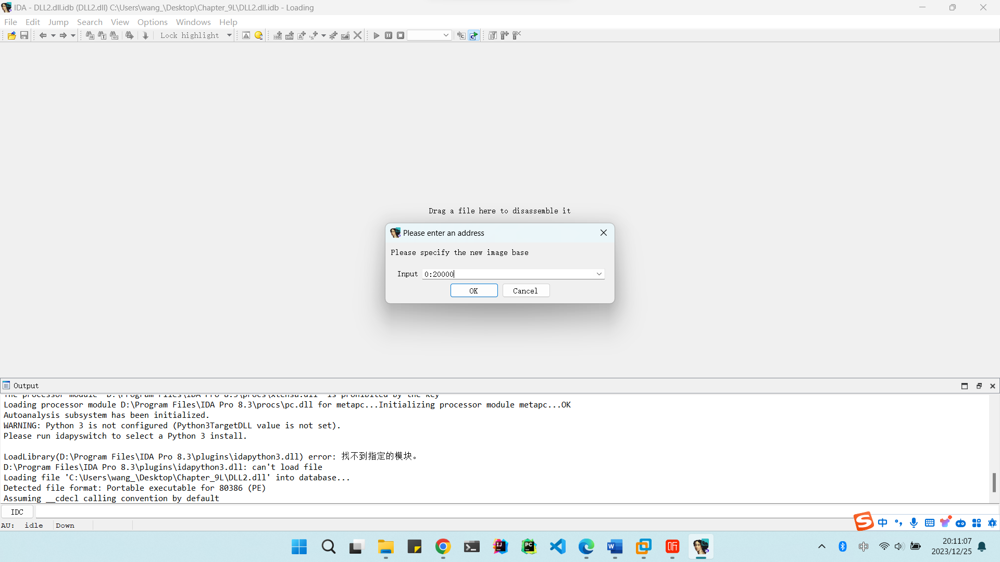 IDA - DLL2.dll.idb (DLL2.dll) C:\Users\wang_\Desktop\Chapter_9L\DLL2.dll.idb - Loading
File Edit Jump Search View Options Windows Help
Lock highlight
Drag a file here to disassemble it
Please enter an address
Please specify the new image base
Input 0:20000
OK Cancel
Output
The processor module 'D:\Program Files\IDA Pro 8.3\procs\xtensa.dll' is prohibited by the key
Loading processor module D:\Program Files\IDA Pro 8.3\procs\pc.dll for metapc...Initializing processor module metapc...OK
Autoanalysis subsystem has been initialized.
WARNING: Python 3 is not configured (Python3TargetDLL value is not set).
Please run idapyswitch to select a Python 3 install.
LoadLibrary(D:\Program Files\IDA Pro 8.3\plugins\idapython3.dll) error: 找不到指定的模块。
D:\Program Files\IDA Pro 8.3\plugins\idapython3.dll: can't load file
Loading file 'C:\Users\wang_\Desktop\Chapter_9L\DLL2.dll' into database...
Detected file format: Portable executable for 80386 (PE)
Assuming __cdecl calling convention by default
IDC
AU: idle Down
中
中
20:11:07
2023/12/25